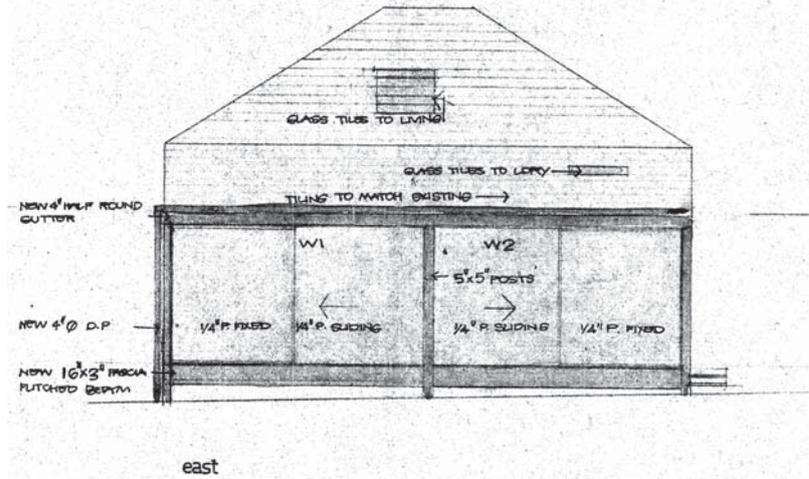 GLASS TILES TO LIVING
GLASS TILES TO LDRY
TILING TO MATCH EXISTING
NEW 4" HALF ROUND
GUTTER
W1
W2
5"x5" POSTS
NEW 4" Ø D.P
1/4" P. FIXED
1/4" P. SLIDING
1/4" P. SLIDING
1/4" P. FIXED
NEW 16"x3" FASCIA
FLITCHED BEAM
east